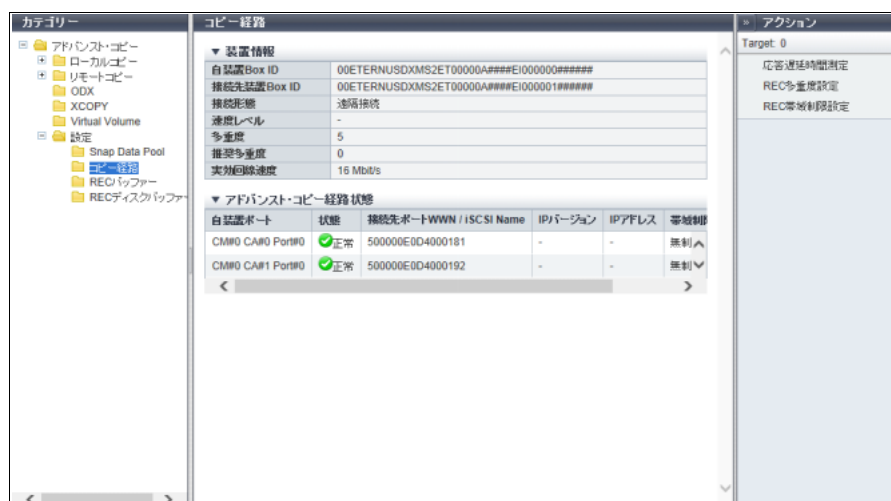 カテゴリー
アドバンスト・コピー
ローカルコピー
リモートコピー
ODX
XCOPY
Virtual Volume
設定
Snap Data Pool
コピー経路
RECバッファー
RECディスクバッファー
コピー経路
▼ 装置情報
自装置Box ID 00ETERNUSDXMS2ET00000A####EI000000######
接続先装置Box ID 00ETERNUSDXMS2ET00000A####EI000001######
接続形態 遠隔接続
速度レベル -
多重度 5
推奨多重度 0
実効回線速度 16 Mbit/s
▼ アドバンスト・コピー経路状態
自装置ポート 状態 接続先ポートWWN / iSCSI Name IPバージョン IPアドレス 帯域制
CM#0 CA#0 Port#0 正常 500000E0D4000181 - - 無制
CM#0 CA#1 Port#0 正常 500000E0D4000192 - - 無制
» アクション
Target: 0
応答遅延時間測定
REC多重度設定
REC帯域制限設定